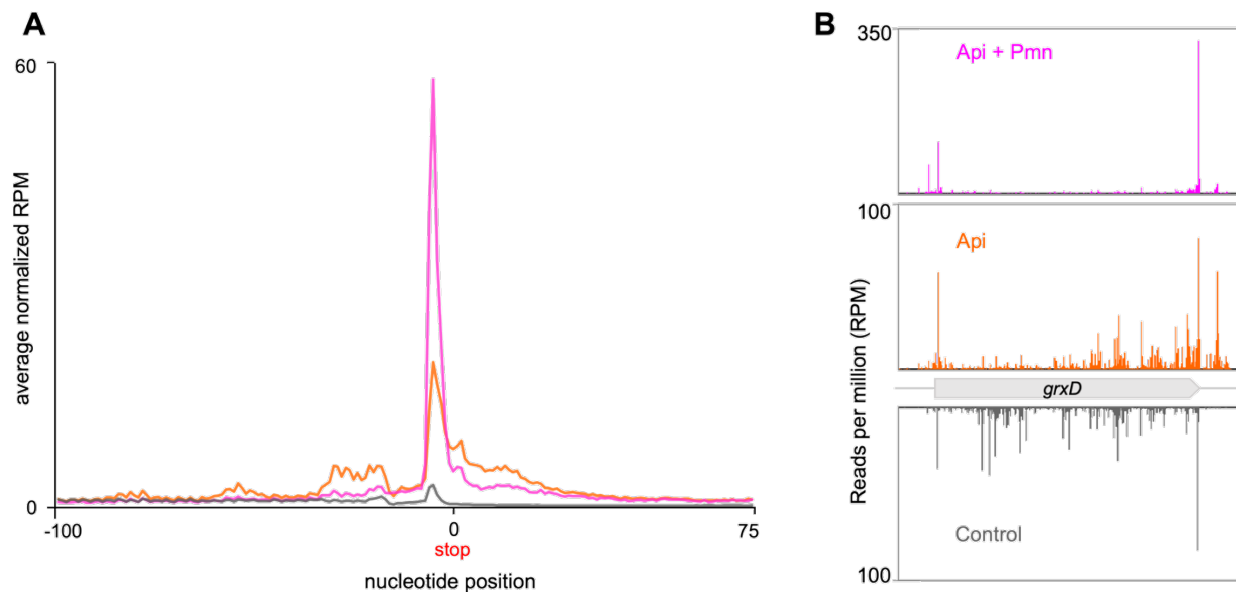 A
60
average normalized RPM
0
-100
0
75
stop
nucleotide position
B
350
Api + Pmn
100
Api
Reads per million (RPM)
grxD
Control
100